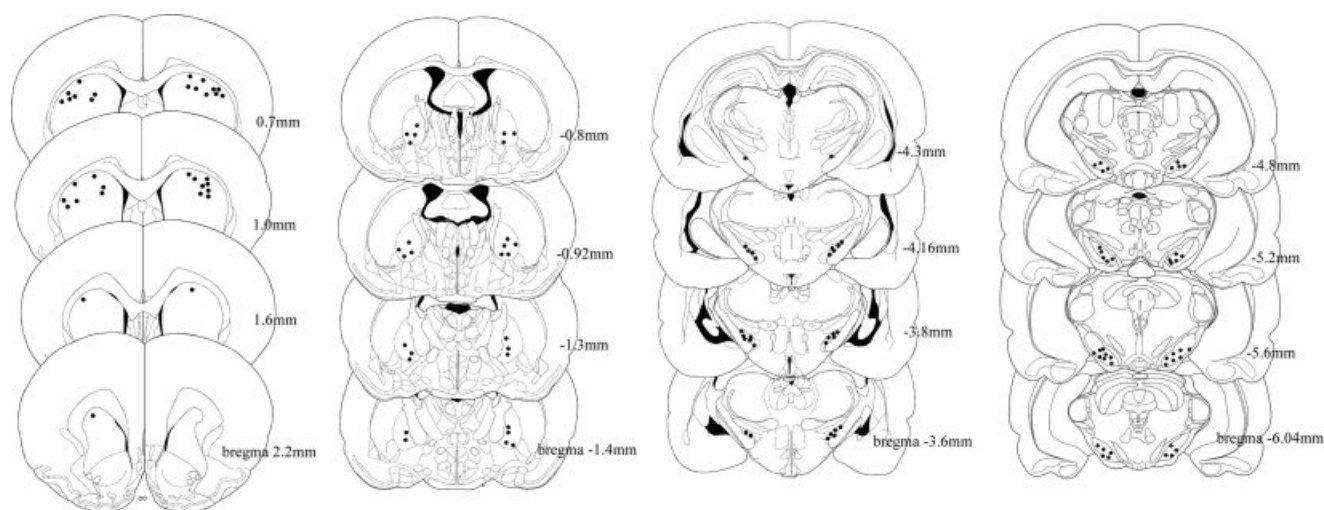 0.7mm
1.0mm
1.6mm
bregma 2.2mm
-0.8mm
-0.92mm
-1.3mm
bregma -1.4mm
-4.3mm
-4.16mm
-3.8mm
bregma -3.6mm
-4.8mm
-5.2mm
-5.6mm
bregma -6.04mm